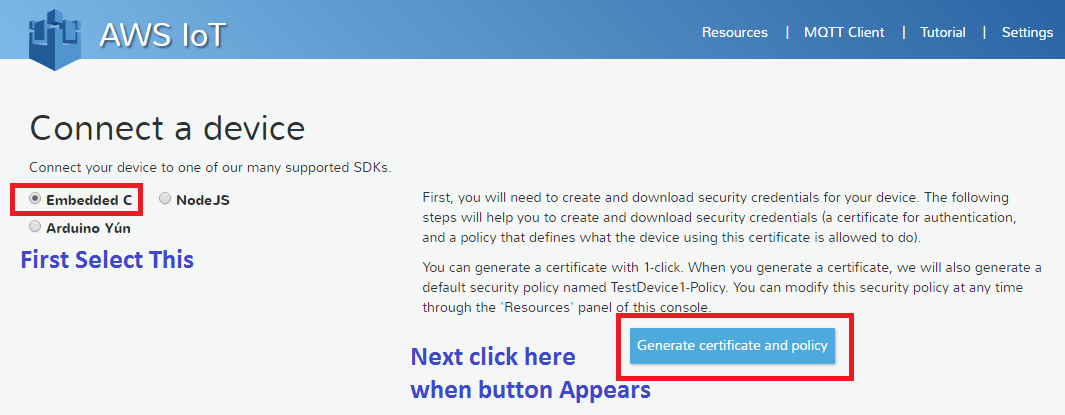 AWS IoT
Resources | MQTT Client | Tutorial | Settings
Connect a device
Connect your device to one of our many supported SDKs.
Embedded C NodeJS
Arduino Yún
First Select This
First, you will need to create and download security credentials for your device. The following
steps will help you to create and download security credentials (a certificate for authentication,
and a policy that defines what the device using this certificate is allowed to do).
You can generate a certificate with 1-click. When you generate a certificate, we will also generate a
default security policy named TestDevice1-Policy. You can modify this security policy at any time
through the 'Resources' panel of this console.
Generate certificate and policy
Next click here
when button Appears